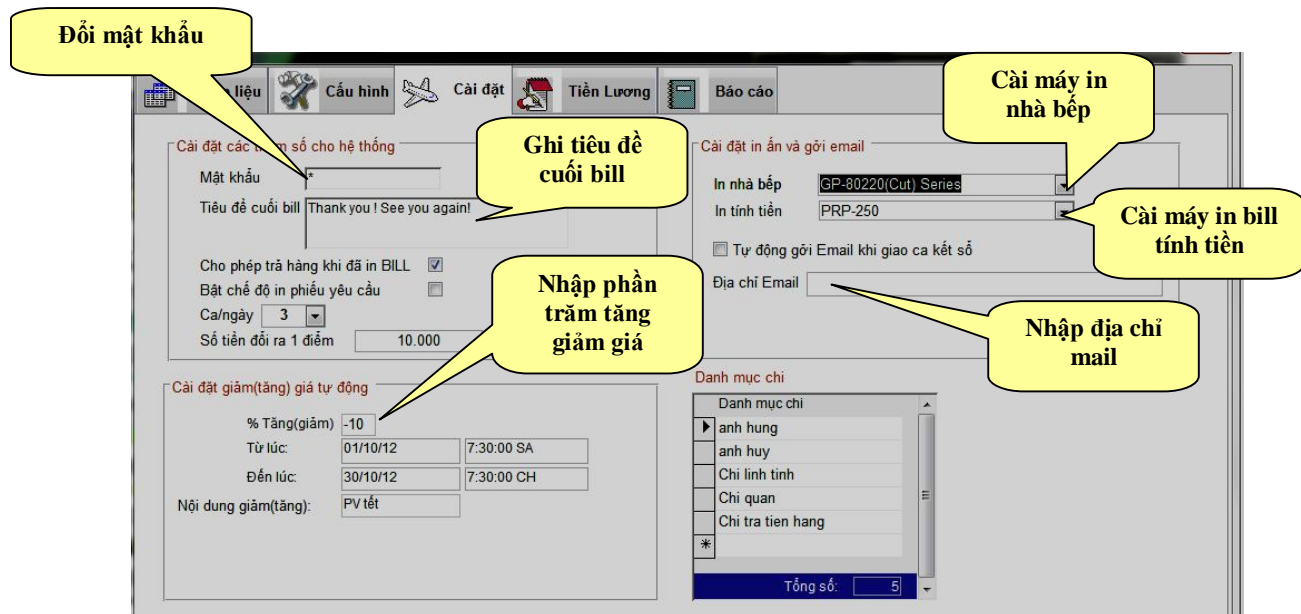 Đổi mật khẩu
liệu
Cấu hình
Cài đặt
Tiền Lương
Báo cáo
Cài máy in
nhà bếp
Cài đặt các số cho hệ thống
Mật khẩu
*
Tiêu đề cuối bill
Thank you ! See you again!
Ghi tiêu đề
cuối bill
Cho phép trả hàng khi đã in BILL
Bật chế độ in phiếu yêu cầu
Ca/ngày
3
Số tiền đổi ra 1 điểm
10.000
Cài đặt in ấn và gởi email
In nhà bếp
GP-80220(Cut) Series
In tính tiền
PRP-250
Cài máy in bill
tính tiền
Tự động gởi Email khi giao ca kết sổ
Địa chỉ Email
Nhập địa chỉ
mail
Nhập phần
trăm tăng
giảm giá
Cài đặt giảm(tăng) giá tự động
% Tăng(giảm)
-10
Từ lúc:
01/10/12
7:30:00 SA
Đến lúc:
30/10/12
7:30:00 CH
Nội dung giảm(tăng):
PV tết
Danh mục chi
Danh mục chi
anh hung
anh huy
Chi linh tinh
Chi quan
Chi tra tien hang
*
Tổng số:
5